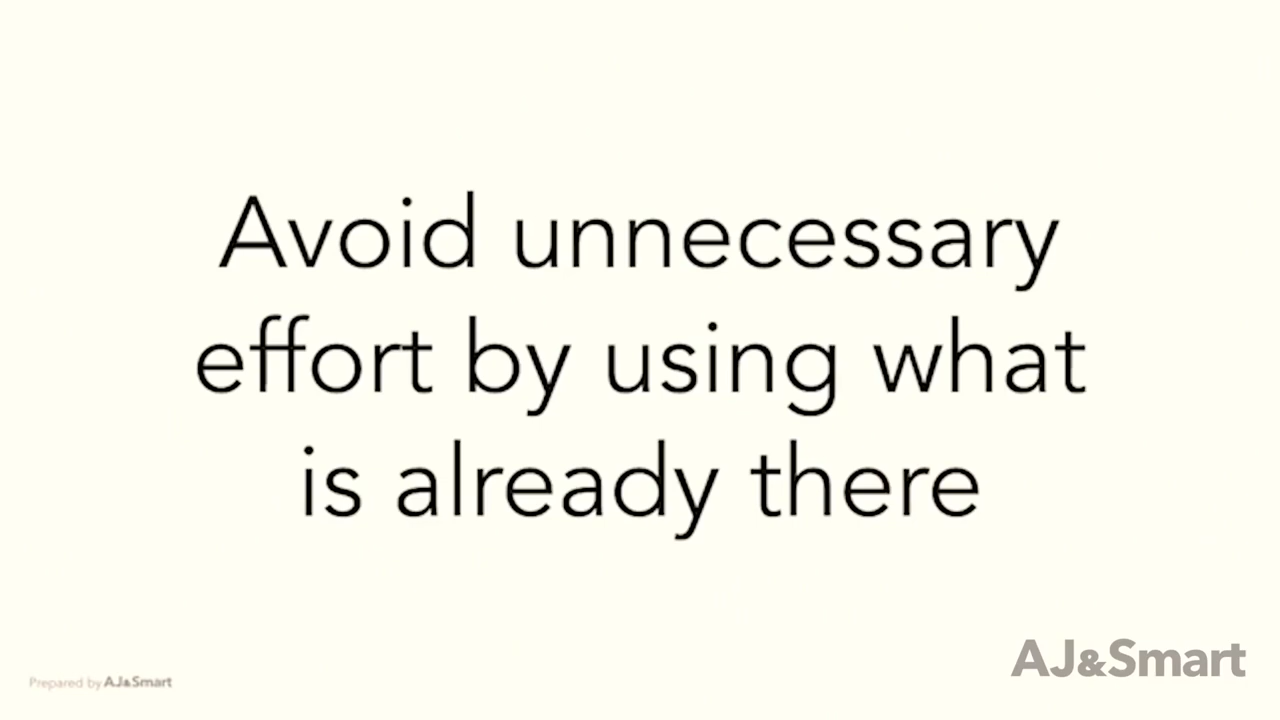 Avoid unnecessary
effort by using what
is already there
Prepared by AJ&Smart
AJ&Smart